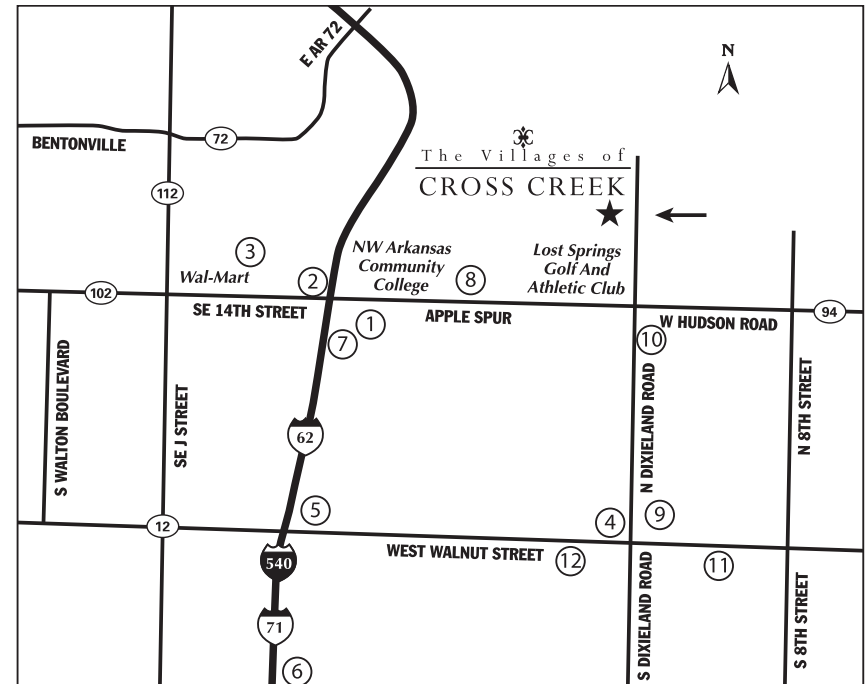 E AR 72
N
BENTONVILLE
72
The Villages of
CROSS CREEK
112
3
Wal-Mart
2
NW Arkansas
Community
College
8
Lost Springs
Golf And
Athletic Club
102
SE 14TH STREET
1
APPLE SPUR
W HUDSON ROAD
94
7
10
S WALTON BOULEVARD
SE J STREET
62
N DIXIELAND ROAD
N 8TH STREET
5
4
9
12
WEST WALNUT STREET
540
12
11
71
S DIXIELAND ROAD
S 8TH STREET
6